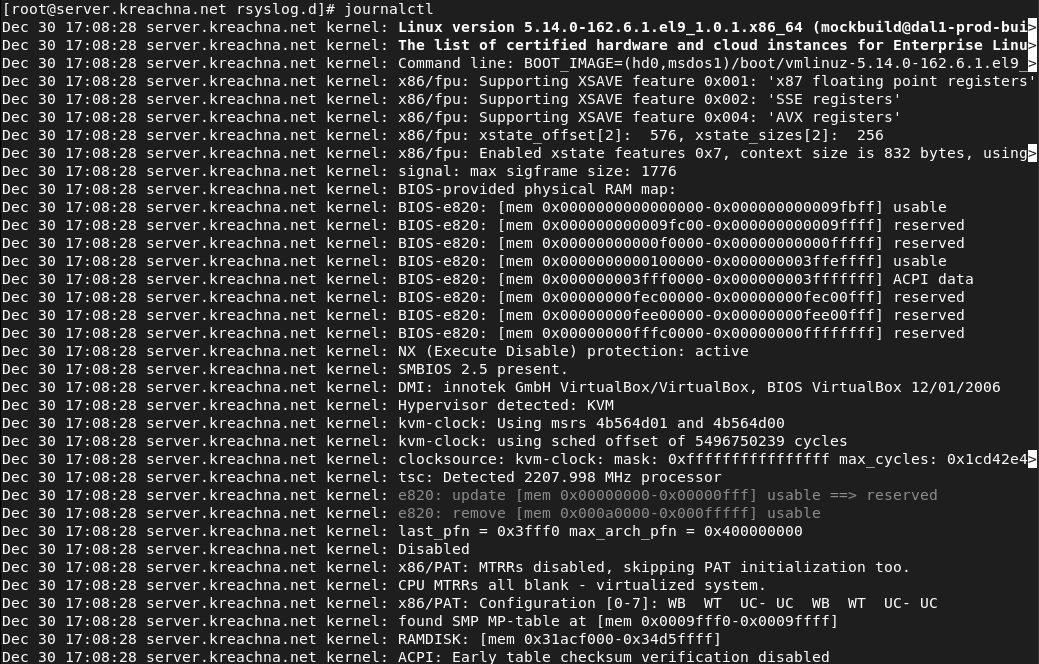 [root@server.kreachna.net rsyslog.d]# journalctl
Dec 30 17:08:28 server.kreachna.net kernel: Linux version 5.14.0-162.6.1.el9_1.0.1.x86_64 (mockbuild@dal1-prod-bui>
Dec 30 17:08:28 server.kreachna.net kernel: The list of certified hardware and cloud instances for Enterprise Linu>
Dec 30 17:08:28 server.kreachna.net kernel: Command line: BOOT_IMAGE=(hd0,msdos1)/boot/vmlinuz-5.14.0-162.6.1.el9_>
Dec 30 17:08:28 server.kreachna.net kernel: x86/fpu: Supporting XSAVE feature 0x001: 'x87 floating point registers'
Dec 30 17:08:28 server.kreachna.net kernel: x86/fpu: Supporting XSAVE feature 0x002: 'SSE registers'
Dec 30 17:08:28 server.kreachna.net kernel: x86/fpu: Supporting XSAVE feature 0x004: 'AVX registers'
Dec 30 17:08:28 server.kreachna.net kernel: x86/fpu: xstate_offset[2]:  576, xstate_sizes[2]:  256
Dec 30 17:08:28 server.kreachna.net kernel: x86/fpu: Enabled xstate features 0x7, context size is 832 bytes, using>
Dec 30 17:08:28 server.kreachna.net kernel: signal: max sigframe size: 1776
Dec 30 17:08:28 server.kreachna.net kernel: BIOS-provided physical RAM map:
Dec 30 17:08:28 server.kreachna.net kernel: BIOS-e820: [mem 0x0000000000000000-0x000000000009fbff] usable
Dec 30 17:08:28 server.kreachna.net kernel: BIOS-e820: [mem 0x000000000009fc00-0x000000000009ffff] reserved
Dec 30 17:08:28 server.kreachna.net kernel: BIOS-e820: [mem 0x00000000000f0000-0x00000000000fffff] reserved
Dec 30 17:08:28 server.kreachna.net kernel: BIOS-e820: [mem 0x0000000000100000-0x000000003ffeffff] usable
Dec 30 17:08:28 server.kreachna.net kernel: BIOS-e820: [mem 0x000000003fff0000-0x000000003fffffff] ACPI data
Dec 30 17:08:28 server.kreachna.net kernel: BIOS-e820: [mem 0x00000000fec00000-0x00000000fec00fff] reserved
Dec 30 17:08:28 server.kreachna.net kernel: BIOS-e820: [mem 0x00000000fee00000-0x00000000fee00fff] reserved
Dec 30 17:08:28 server.kreachna.net kernel: BIOS-e820: [mem 0x00000000fffc0000-0x00000000ffffffff] reserved
Dec 30 17:08:28 server.kreachna.net kernel: NX (Execute Disable) protection: active
Dec 30 17:08:28 server.kreachna.net kernel: SMBIOS 2.5 present.
Dec 30 17:08:28 server.kreachna.net kernel: DMI: innotek GmbH VirtualBox/VirtualBox, BIOS VirtualBox 12/01/2006
Dec 30 17:08:28 server.kreachna.net kernel: Hypervisor detected: KVM
Dec 30 17:08:28 server.kreachna.net kernel: kvm-clock: Using msrs 4b564d01 and 4b564d00
Dec 30 17:08:28 server.kreachna.net kernel: kvm-clock: using sched offset of 5496750239 cycles
Dec 30 17:08:28 server.kreachna.net kernel: clocksource: kvm-clock: mask: 0xffffffffffffffff max_cycles: 0x1cd42e4>
Dec 30 17:08:28 server.kreachna.net kernel: tsc: Detected 2207.998 MHz processor
Dec 30 17:08:28 server.kreachna.net kernel: e820: update [mem 0x00000000-0x00000fff] usable ==> reserved
Dec 30 17:08:28 server.kreachna.net kernel: e820: remove [mem 0x000a0000-0x000fffff] usable
Dec 30 17:08:28 server.kreachna.net kernel: last_pfn = 0x3fff0 max_arch_pfn = 0x400000000
Dec 30 17:08:28 server.kreachna.net kernel: Disabled
Dec 30 17:08:28 server.kreachna.net kernel: x86/PAT: MTRRs disabled, skipping PAT initialization too.
Dec 30 17:08:28 server.kreachna.net kernel: CPU MTRRs all blank - virtualized system.
Dec 30 17:08:28 server.kreachna.net kernel: x86/PAT: Configuration [0-7]: WB  WT  UC- UC  WB  WT  UC- UC
Dec 30 17:08:28 server.kreachna.net kernel: found SMP MP-table at [mem 0x0009fff0-0x0009ffff]
Dec 30 17:08:28 server.kreachna.net kernel: RAMDISK: [mem 0x31acf000-0x34d5ffff]
Dec 30 17:08:28 server.kreachna.net kernel: ACPI: Early table checksum verification disabled